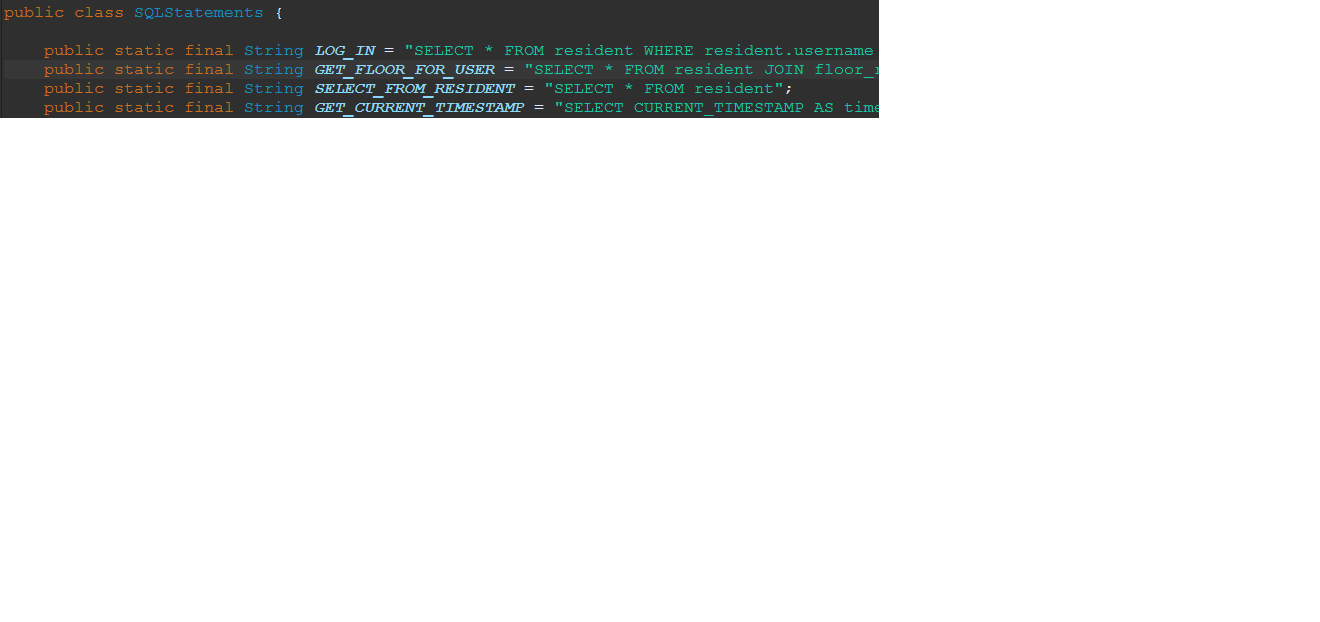 public class SQLStatements {
public static final String LOG_IN = "SELECT * FROM resident WHERE resident.username
public static final String GET_FLOOR_FOR_USER = "SELECT * FROM resident JOIN floor_
public static final String SELECT_FROM_RESIDENT = "SELECT * FROM resident";
public static final String GET_CURRENT_TIMESTAMP = "SELECT CURRENT_TIMESTAMP AS time